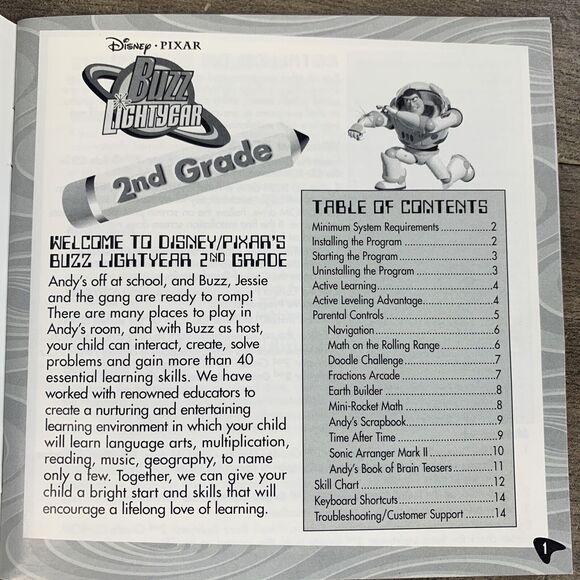 Disney • PIXAR
BUZZ
LIGHTYEAR
2nd Grade
WELCOME TO DISNEY/PIXAR'S
BUZZ LIGHTYEAR 2ND GRADE
Andy's off at school, and Buzz, Jessie
and the gang are ready to romp!
There are many places to play in
Andy's room, and with Buzz as host,
your child can interact, create, solve
problems and gain more than 40
essential learning skills. We have
worked with renowned educators to
create a nurturing and entertaining
learning environment in which your child
will learn language arts, multiplication,
reading, music, geography, to name
only a few. Together, we can give your
child a bright start and skills that will
encourage a lifelong love of learning.
TABLE OF CONTENTS
Minimum System Requirements ................2
Installing the Program ...........................2
Starting the Program .............................3
Uninstalling the Program ........................3
Active Learning....................................4
Active Leveling Advantage......................4
Parental Controls .................................5
Navigation....................................6
Math on the Rolling Range................6
Doodle Challenge...........................7
Fractions Arcade............................7
Earth Builder .................................8
Mini-Rocket Math ...........................8
Andy's Scrapbook...........................9
Time After Time .............................9
Sonic Arranger Mark II....................10
Andy's Book of Brain Teasers.............11
Skill Chart ........................................12
Keyboard Shortcuts .............................14
Troubleshooting/Customer Support ..........14
1